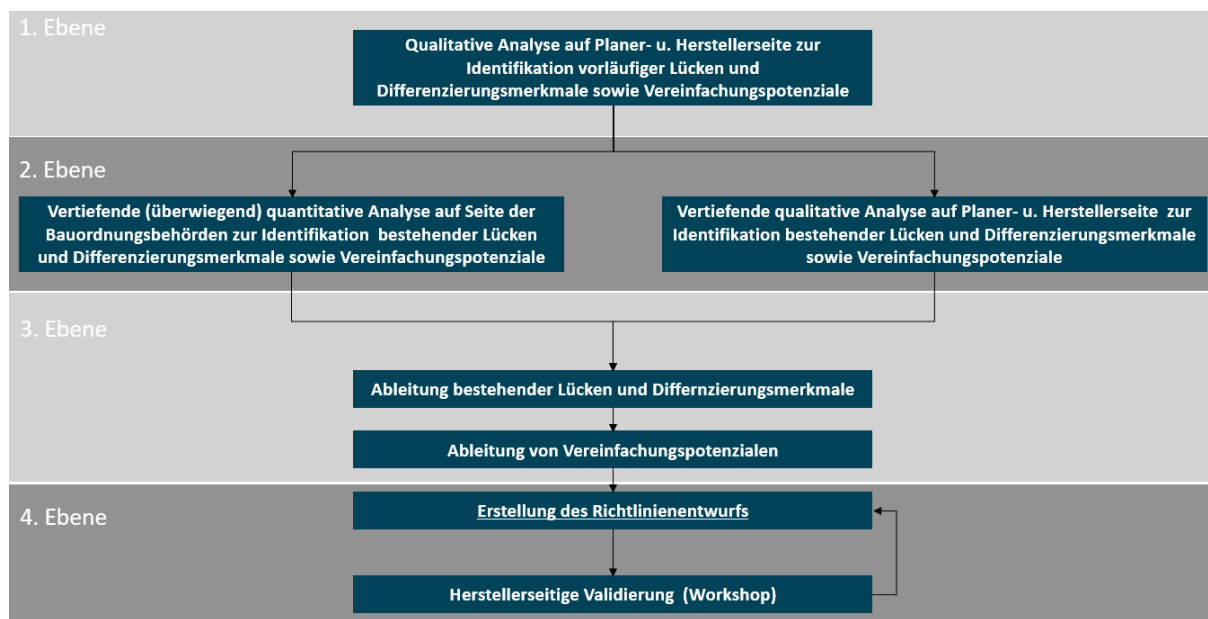 1. Ebene
Qualitative Analyse auf Planer- u. Herstellerseite zur
Identifikation vorläufiger Lücken und
Differenzierungsmerkmale sowie Vereinfachungspotenziale
2. Ebene
Vertiefende (überwiegend) quantitative Analyse auf Seite der
Bauordnungsbehörden zur Identifikation bestehender Lücken
und Differenzierungsmerkmale sowie Vereinfachungspotenziale
Vertiefende qualitative Analyse auf Planer- u. Herstellerseite zur
Identifikation bestehender Lücken und Differenzierungsmerkmale
sowie Vereinfachungspotenziale
3. Ebene
Ableitung bestehender Lücken und Differnzierungsmerkmale
Ableitung von Vereinfachungspotenzialen
4. Ebene
Erstellung des Richtlinienentwurfs
Herstellerseitige Validierung (Workshop)